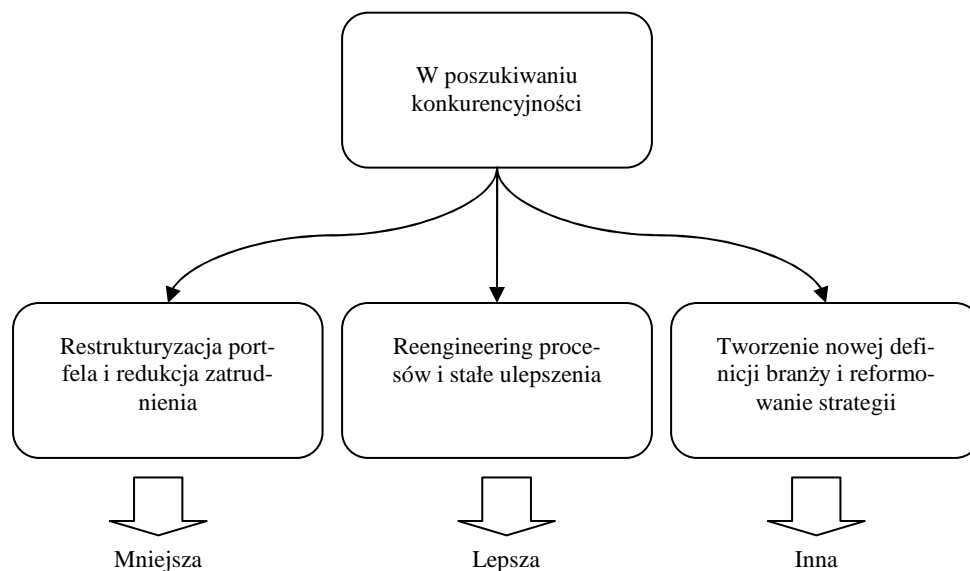 W poszukiwaniu
konkurencyjności
Restrukturyzacja port-
fela i redukcja zatrud-
nienia
Reengineering proce-
sów i stałe ulepszenia
Tworzenie nowej defi-
nicji branży i reformo-
wanie strategii
Mniejsza
Lepsza
Inna